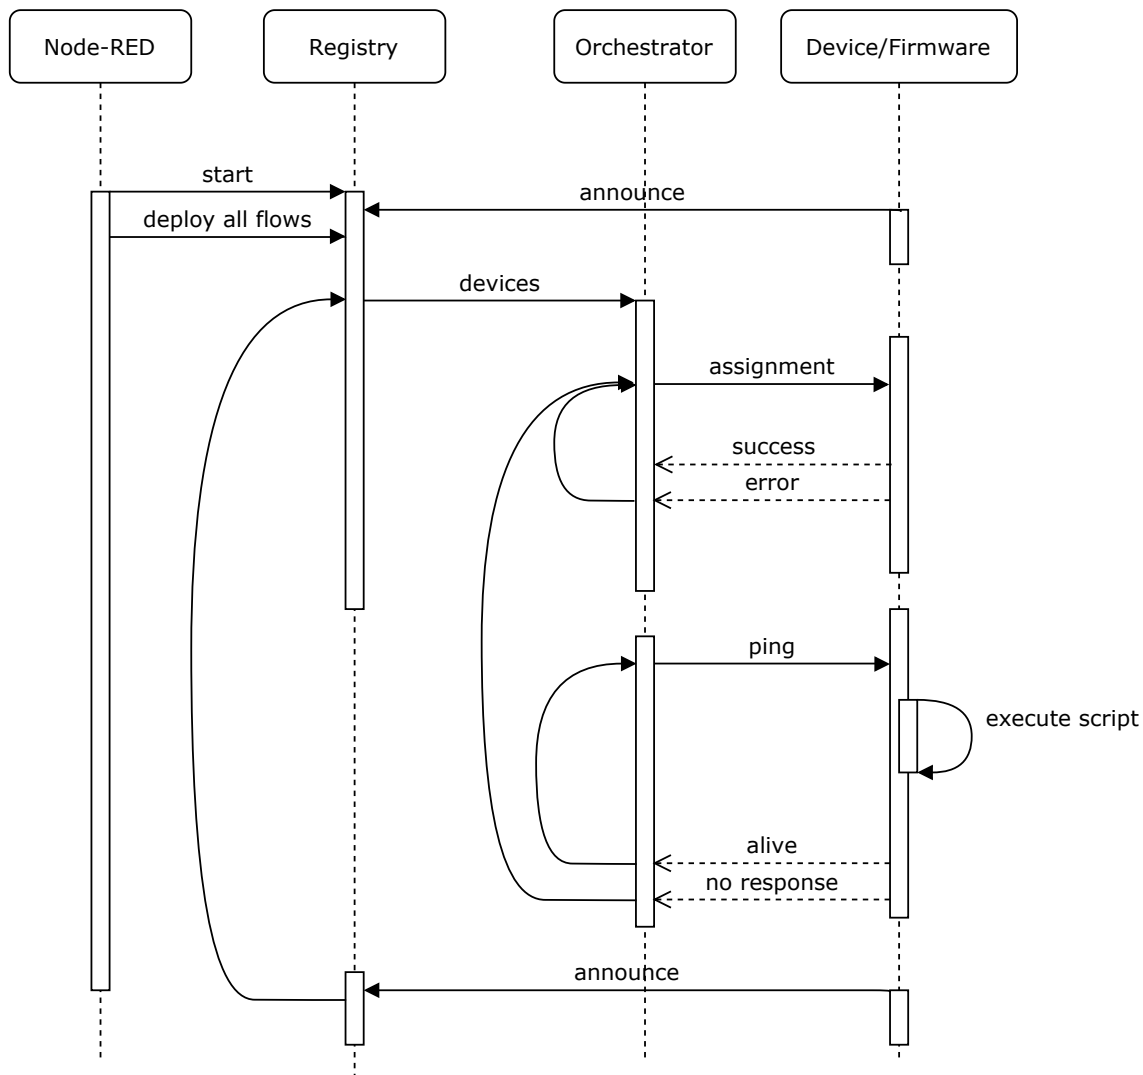 Node-RED
Registry
Orchestrator
Device/Firmware
start
announce
deploy all flows
devices
assignment
success
error
ping
execute script
alive
no response
announce